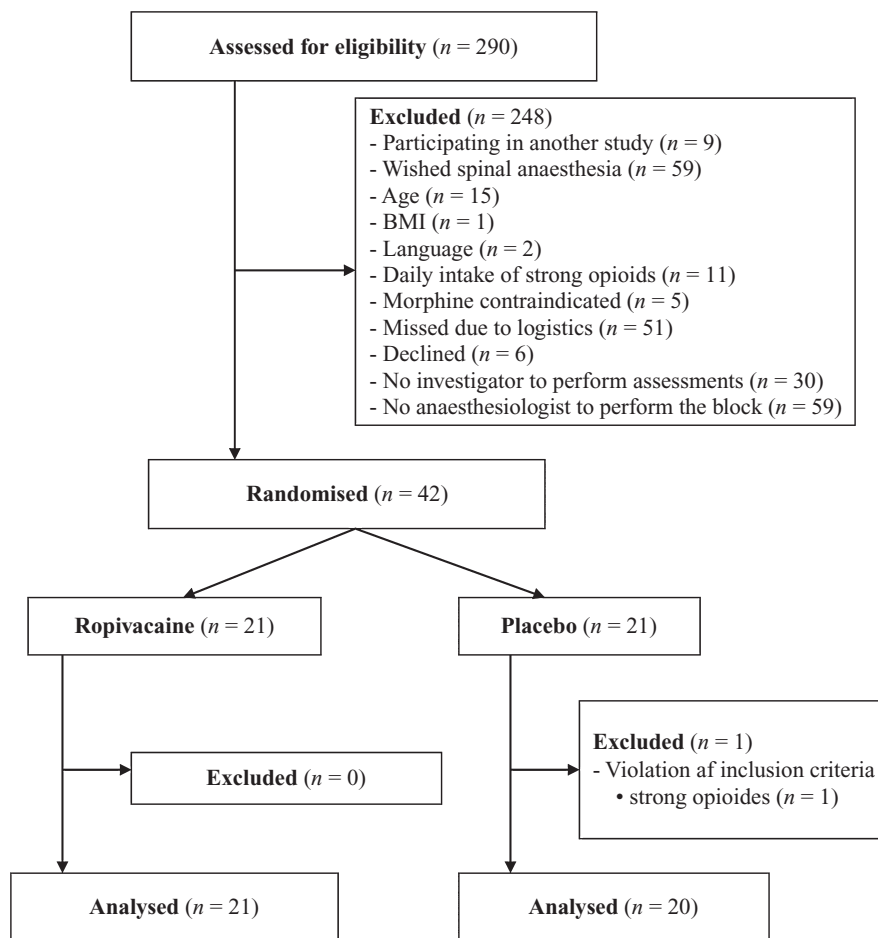 Assessed for eligibility (n = 290)
Excluded (n = 248)
- Participating in another study (n = 9)
- Wished spinal anaesthesia (n = 59)
- Age (n = 15)
- BMI (n = 1)
- Language (n = 2)
- Daily intake of strong opioids (n = 11)
- Morphine contraindicated (n = 5)
- Missed due to logistics (n = 51)
- Declined (n = 6)
- No investigator to perform assessments (n = 30)
- No anaesthesiologist to perform the block (n = 59)
Randomised (n = 42)
Ropivacaine (n = 21)
Placebo (n = 21)
Excluded (n = 0)
Excluded (n = 1)
- Violation af inclusion criteria
• strong opioides (n = 1)
Analysed (n = 21)
Analysed (n = 20)